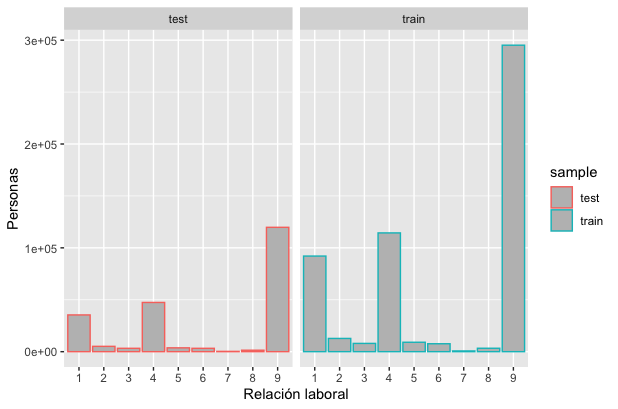 test train
3e+05
2e+05
1e+05
0e+00
Personas
1 2 3 4 5 6 7 8 9 1 2 3 4 5 6 7 8 9
Relación laboral
sample
test
train